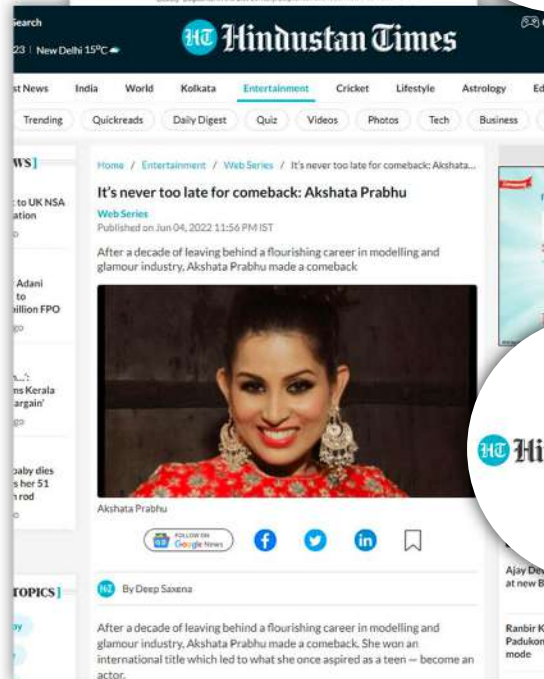 Search
23 | New Delhi 15°C
HT Hindustan Times
st News India World Kolkata Entertainment Cricket Lifestyle Astrology Ed
Trending Quickreads Daily Digest Quiz Videos Photos Tech Business
WS]
to UK NSA
ation
Adani
to
illion FPO
go
n...':
ns Kerala
argain'
go
baby dies
s her 51
n rod
TOPICS]
Home / Entertainment / Web Series / It's never too late for comeback: Akshata...
It's never too late for comeback: Akshata Prabhu
Web Series
Published on Jun 04, 2022 11:56 PM IST
After a decade of leaving behind a flourishing career in modelling and
glamour industry, Akshata Prabhu made a comeback
Akshata Prabhu
FOLLOW ON
Google News
HT By Deep Saxena
After a decade of leaving behind a flourishing career in modelling and
glamour industry, Akshata Prabhu made a comeback. She won an
international title which led to what she once aspired as a teen — become an
actor.
HT Hi
Ajay De
at new B
Ranbir K
Padukon
mode